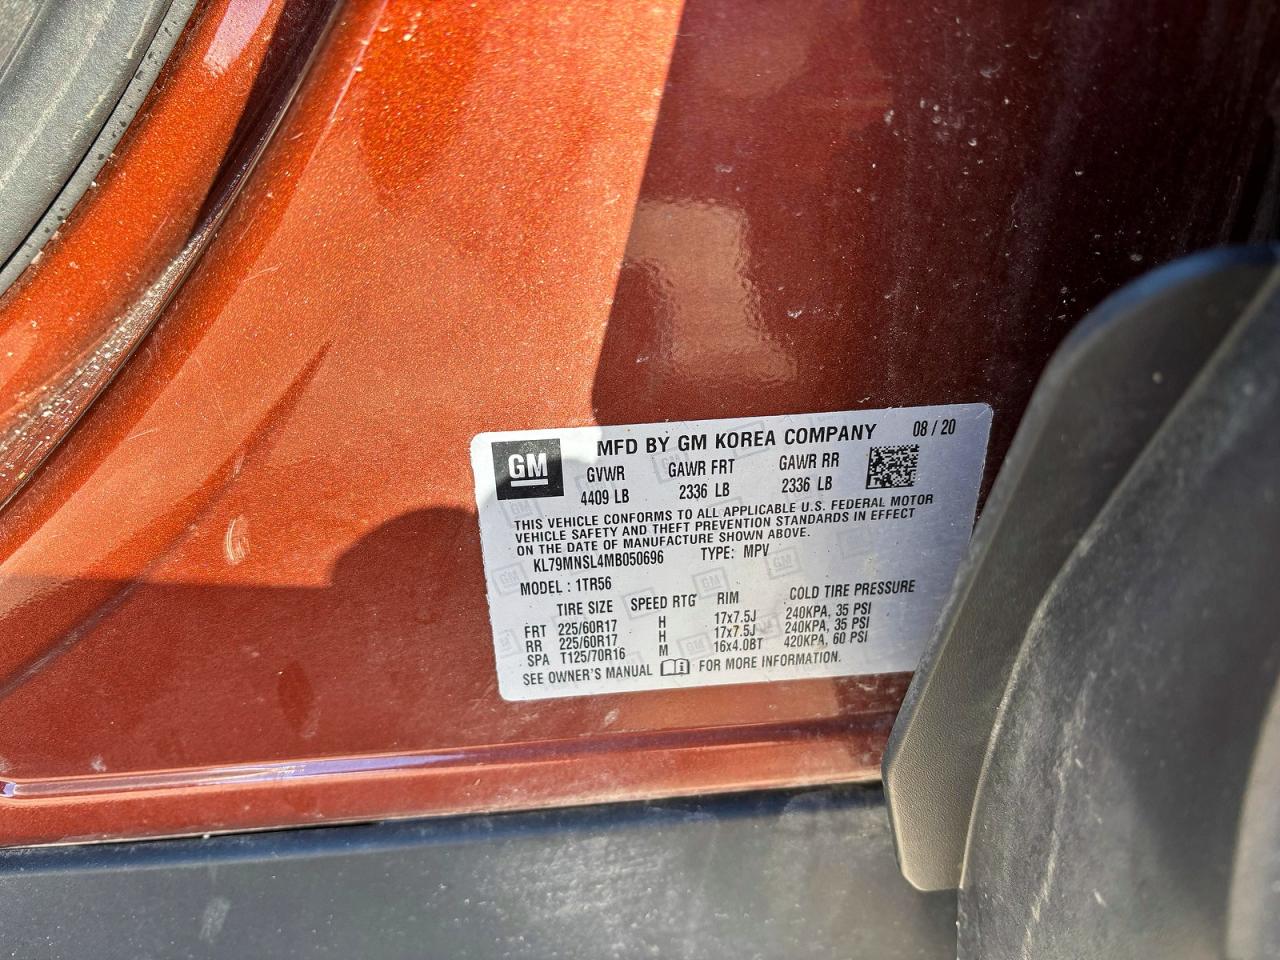 GM MFD BY GM KOREA COMPANY 08 / 20
GVWR GAWR FRT GAWR RR
4409 LB 2336 LB 2336 LB
THIS VEHICLE CONFORMS TO ALL APPLICABLE U.S. FEDERAL MOTOR
VEHICLE SAFETY AND THEFT PREVENTION STANDARDS IN EFFECT
ON THE DATE OF MANUFACTURE SHOWN ABOVE.
KL79MNSL4MB050696 TYPE: MPV
MODEL : 1TR56
TIRE SIZE SPEED RTG RIM COLD TIRE PRESSURE
FRT 225/60R17 H 17x7.5J 240KPA, 35 PSI
RR 225/60R17 H 17x7.5J 240KPA, 35 PSI
SPA T125/70R16 M 16x4.0BT 420KPA, 60 PSI
SEE OWNER'S MANUAL FOR MORE INFORMATION.